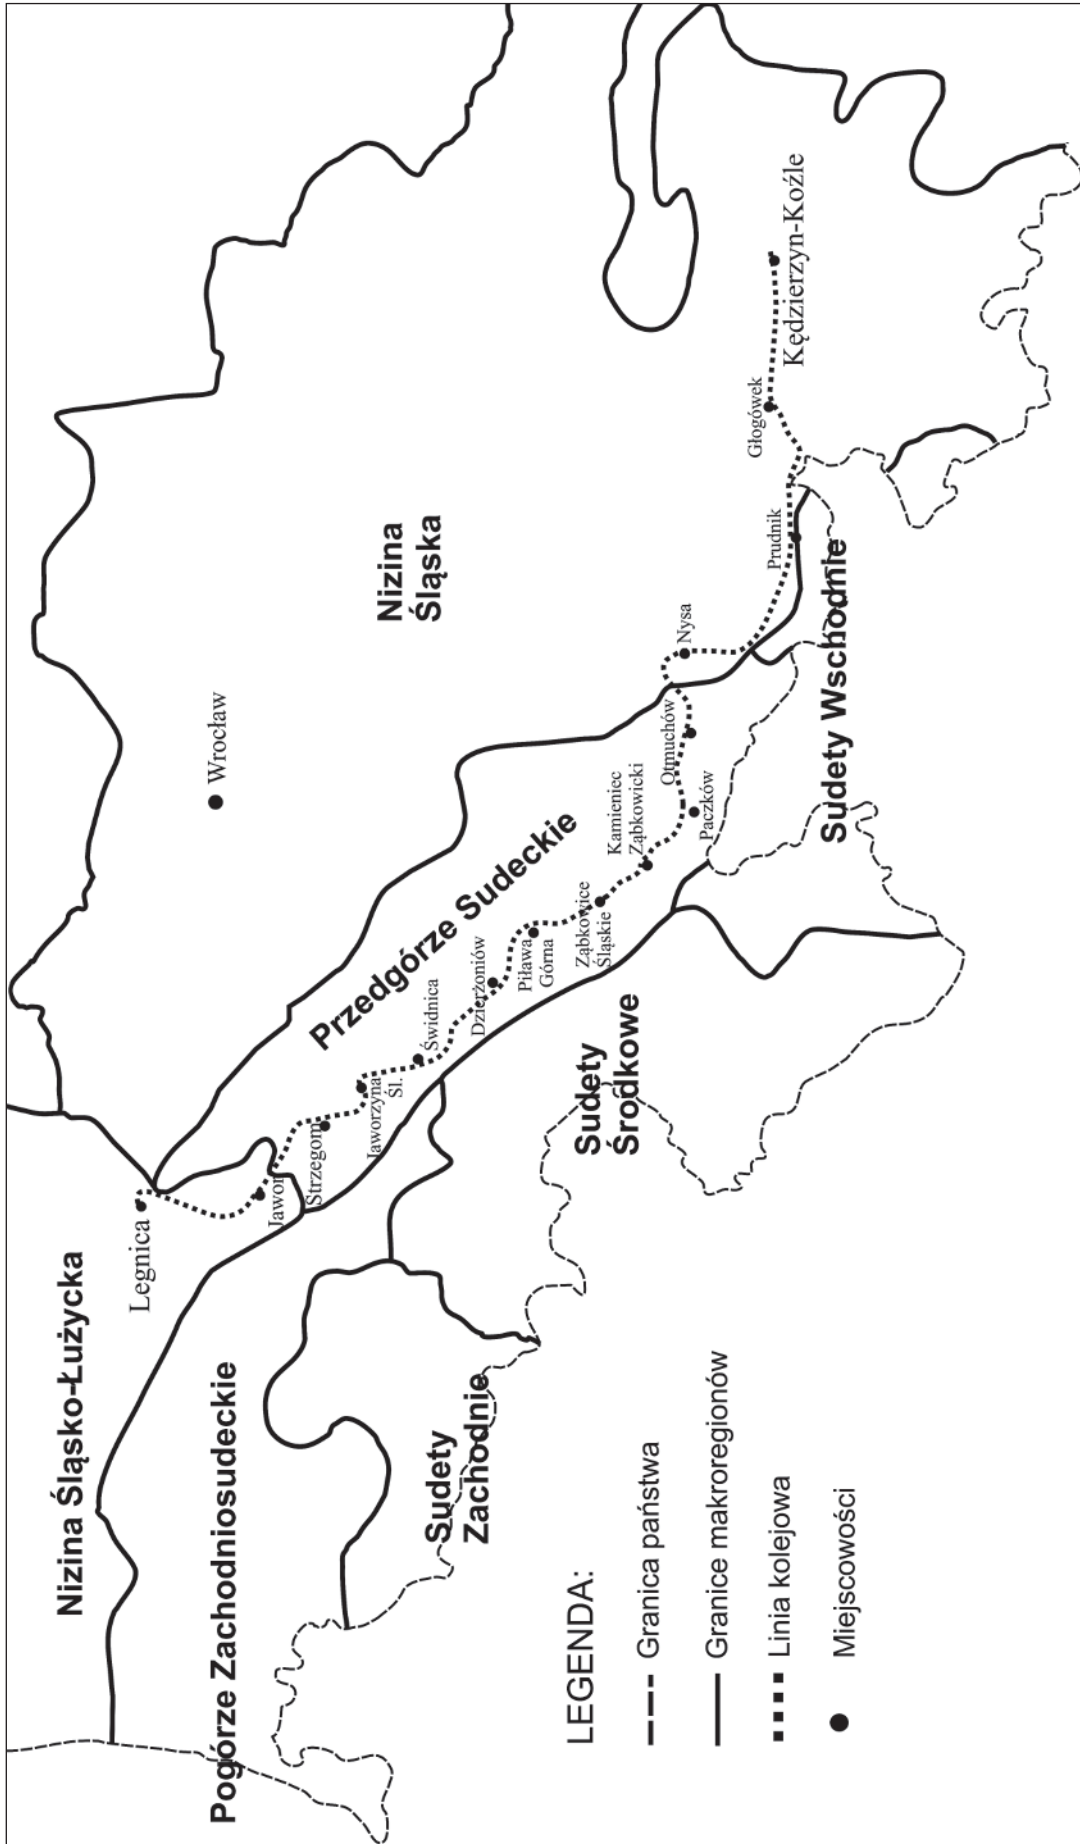 Nizina Śląsko-Łużycka
Pogórze Zachodniosudeckie
Sudety
Zachodnie
Sudety
Środkowe
Sudety Wschodnie
Przedgórze Sudeckie
Nizina
Śląska
Wrocław
Legnica
Jawor
Strzegom
Jaworzyna
Śl.
Świdnica
Dzierżoniów
Piława
Górna
Ząbkowice
Śląskie
Kamieniec
Ząbkowicki
Paczków
Otmuchów
Nysa
Prudnik
Głogówek
Kędzierzyn-Koźle
LEGENDA:
Granica państwa
Granice makroregionów
Linia kolejowa
Miejscowości